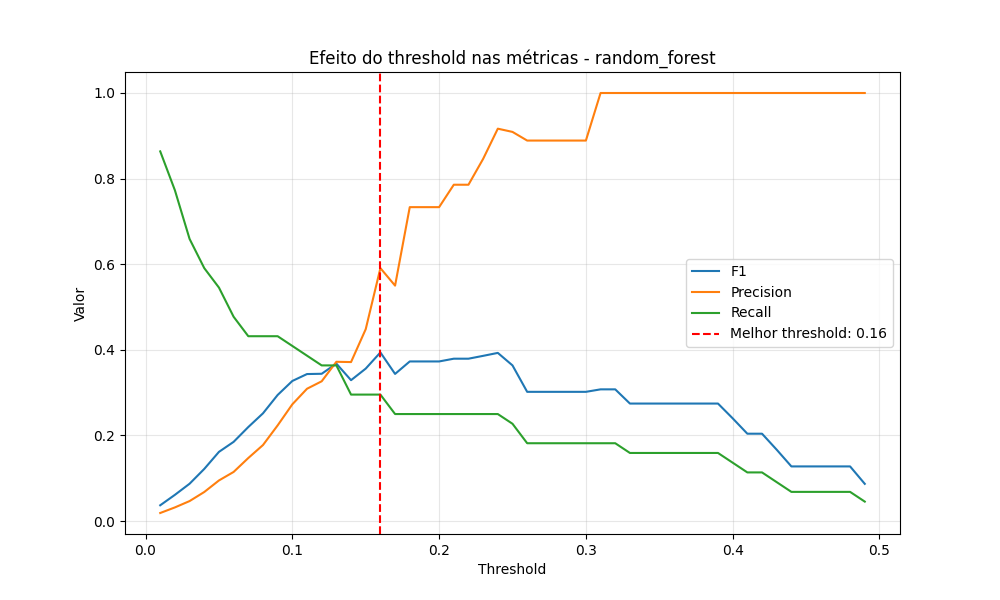 Efeito do threshold nas métricas - random_forest
1.0
0.8
0.6
0.4
0.2
0.0
Valor
F1
Precision
Recall
Melhor threshold: 0.16
0.0
0.1
0.2
0.3
0.4
0.5
Threshold